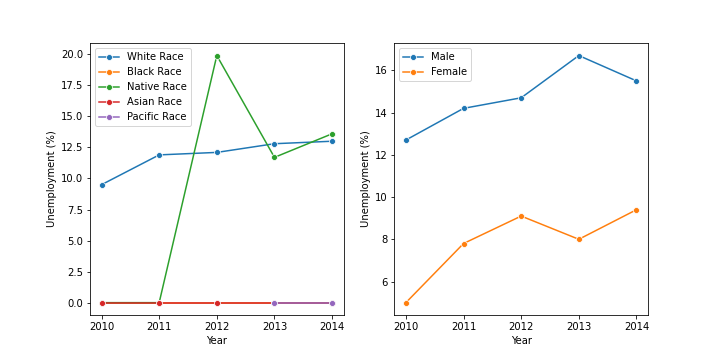 20.0
17.5
15.0
12.5
10.0
7.5
5.0
2.5
0.0
Unemployment (%)
White Race
Black Race
Native Race
Asian Race
Pacific Race
2010 2011 2012 2013 2014
Year
16
14
12
10
8
6
Unemployment (%)
Male
Female
2010 2011 2012 2013 2014
Year